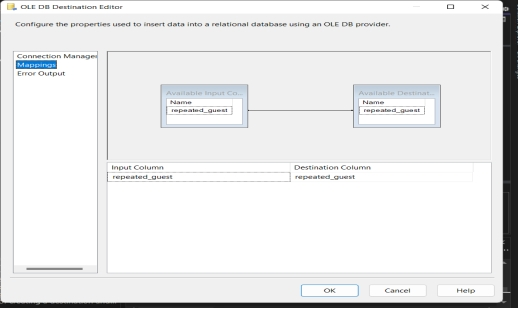 OLE DB Destination Editor
Configure the properties used to insert data into a relational database using an OLE DB provider.
Connection Manager
Mappings
Error Output
Available Input Co...
Name
repeated_guest
Available Destinat...
Name
repeated_guest
Input Column
Destination Column
repeated_guest
repeated_guest
OK
Cancel
Help